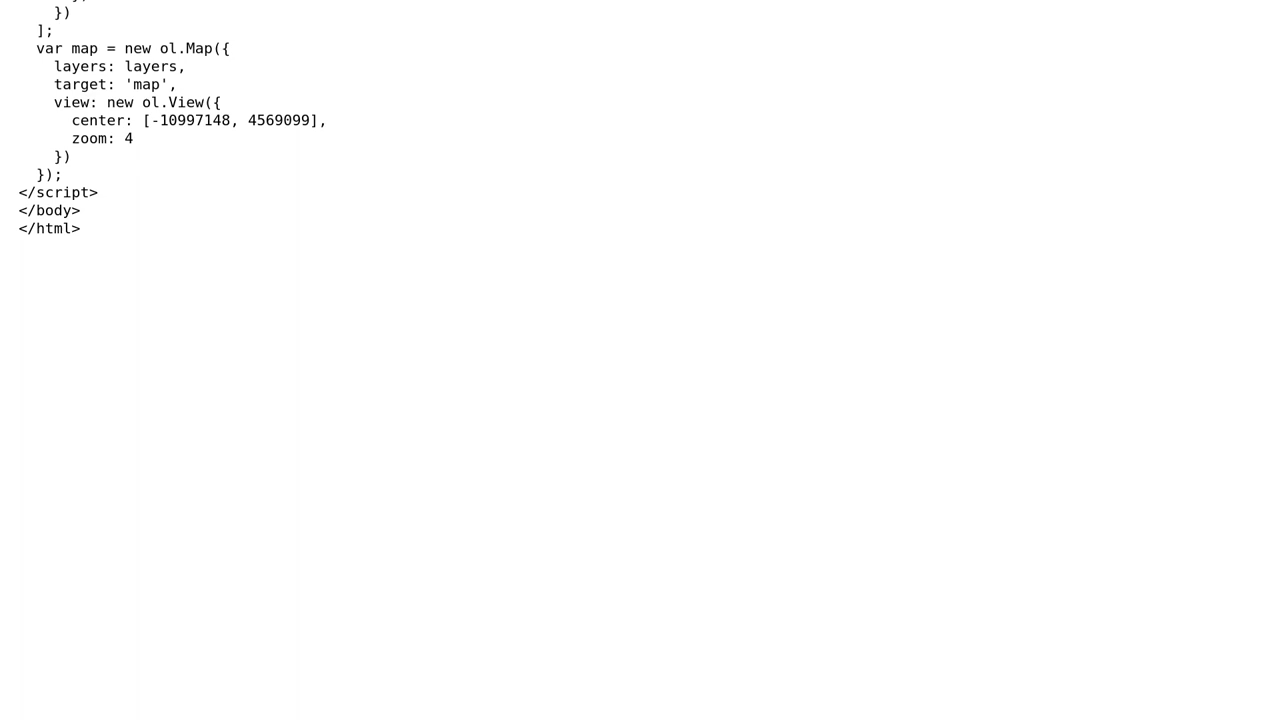 })
  ];
  var map = new ol.Map({
    layers: layers,
    target: 'map',
    view: new ol.View({
      center: [-10997148, 4569099],
      zoom: 4
    })
  });
</script>
</body>
</html>